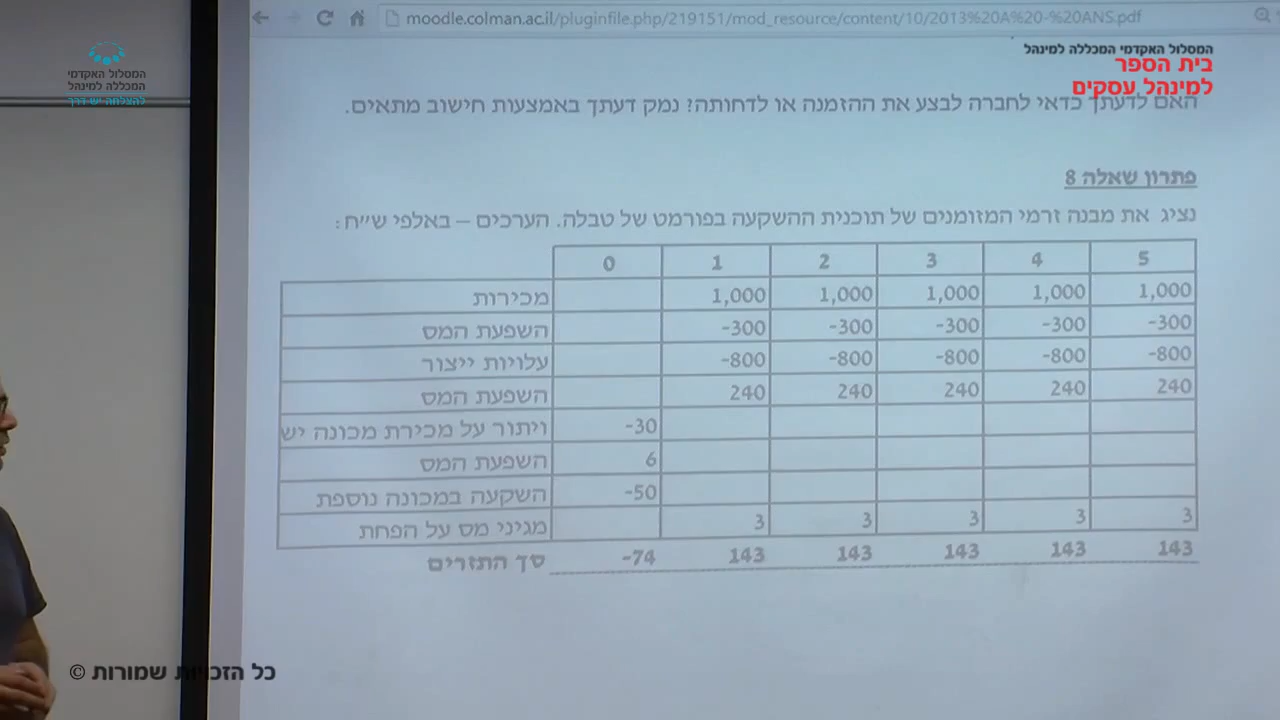 moodle.colman.ac.il/pluginfile.php/219151/mod_resource/content/10/2013%20A%20-%20ANS.pdf
המסלול האקדמי המכללה למינהל
בית הספר
למינהל עסקים
המסלול האקדמי
המכללה למינהל
להצלחה יש דרך
האם לדעתך כדאי לחברה לבצע את ההזמנה או לדחותה? נמק דעתך באמצעות חישוב מתאים.
פתרון שאלה 8
נציג את מבנה זרמי המזומנים של תוכנית ההשקעה בפורמט של טבלה. הערכים – באלפי ש״ח:
0 1 2 3 4 5
מכירות 1,000 1,000 1,000 1,000 1,000
השפעת המס -300 -300 -300 -300 -300
עלויות ייצור -800 -800 -800 -800 -800
השפעת המס 240 240 240 240 240
ויתור על מכירת מכונה יש -30
השפעת המס 6
השקעה במכונה נוספת -50
מגיני מס על הפחת 3 3 3 3 3
סך התזרים -74 143 143 143 143 143
כל הזכויות שמורות ©